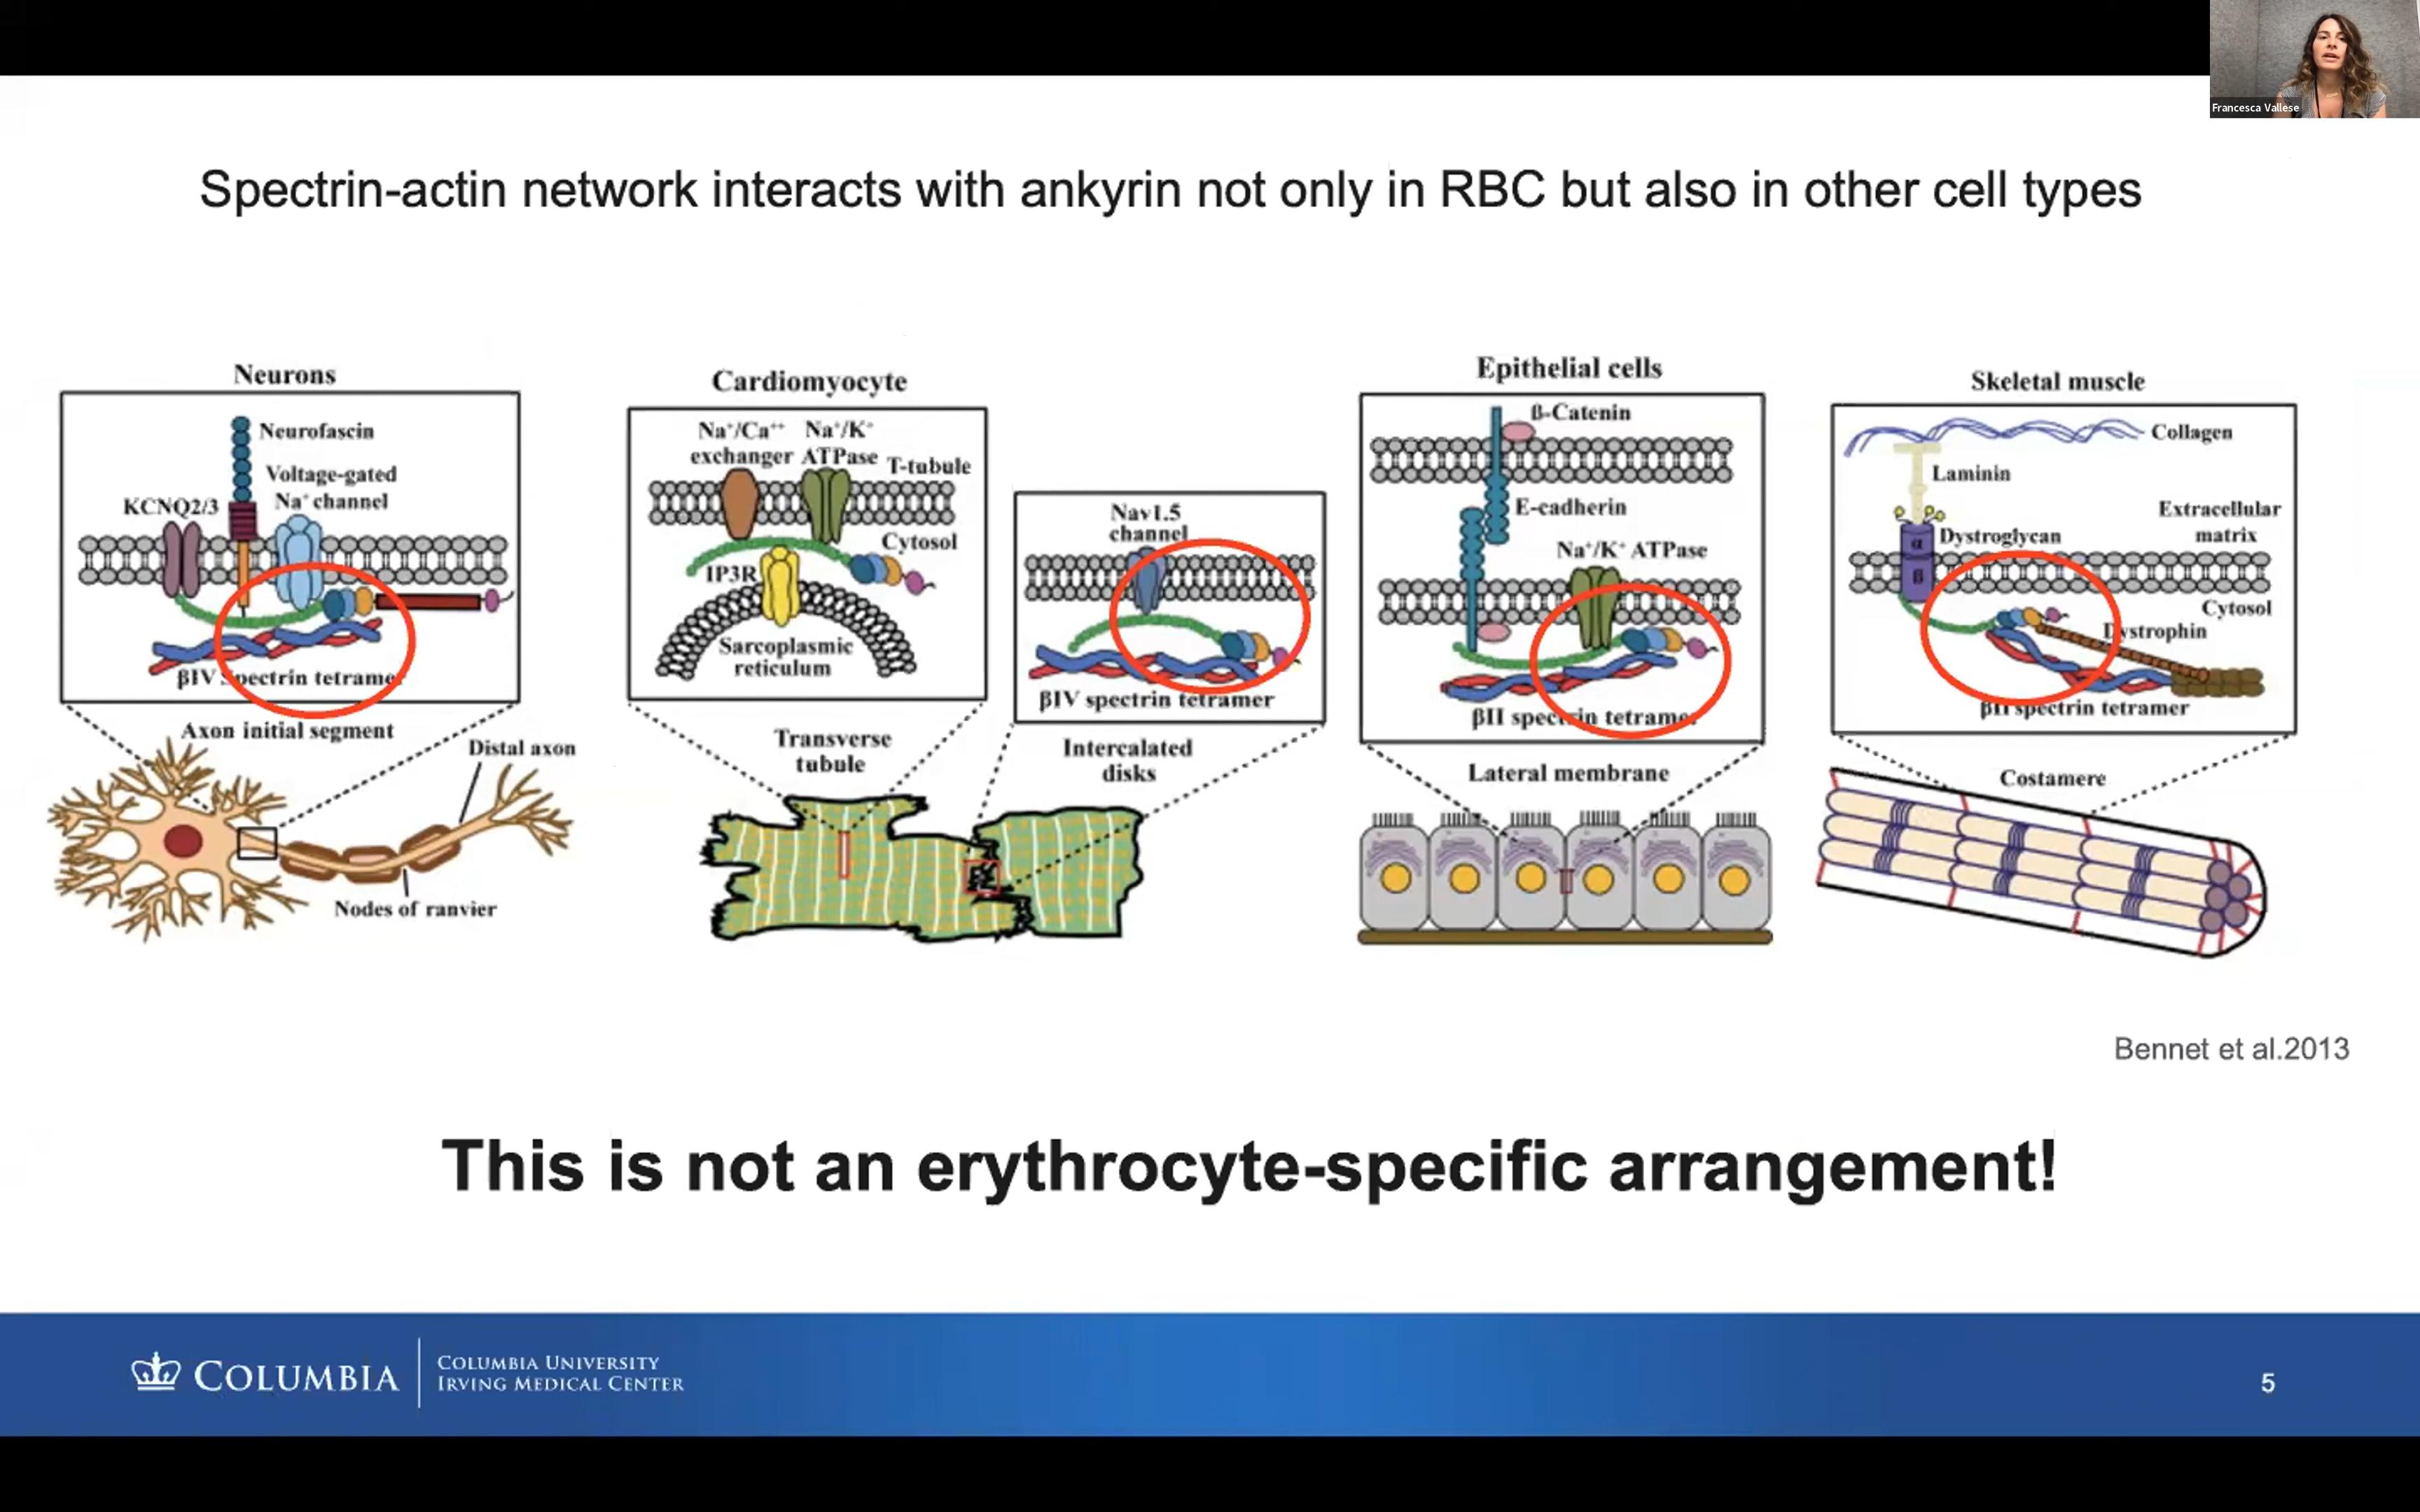 Francesca Vallese
Spectrin-actin network interacts with ankyrin not only in RBC but also in other cell types
Neurons
Neurofascin
Voltage-gated
Na⁺ channel
KCNQ2/3
βIV Spectrin tetramer
Axon initial segment
Distal axon
Nodes of ranvier
Cardiomyocyte
Na⁺/Ca⁺⁺
exchanger
Na⁺/K⁺
ATPase
T-tubule
Cytosol
IP3R
Sarcoplasmic
reticulum
Transverse
tubule
Nav1.5
channel
βIV spectrin tetramer
Intercalated
disks
Epithelial cells
ß-Catenin
E-cadherin
Na⁺/K⁺ ATPase
βII spectrin tetramer
Lateral membrane
Skeletal muscle
Collagen
Laminin
Extracellular
matrix
Dystroglycan
α
ß
Cytosol
Dystrophin
βII spectrin tetramer
Costamere
Bennet et al.2013
This is not an erythrocyte-specific arrangement!
COLUMBIA
COLUMBIA UNIVERSITY
IRVING MEDICAL CENTER
5